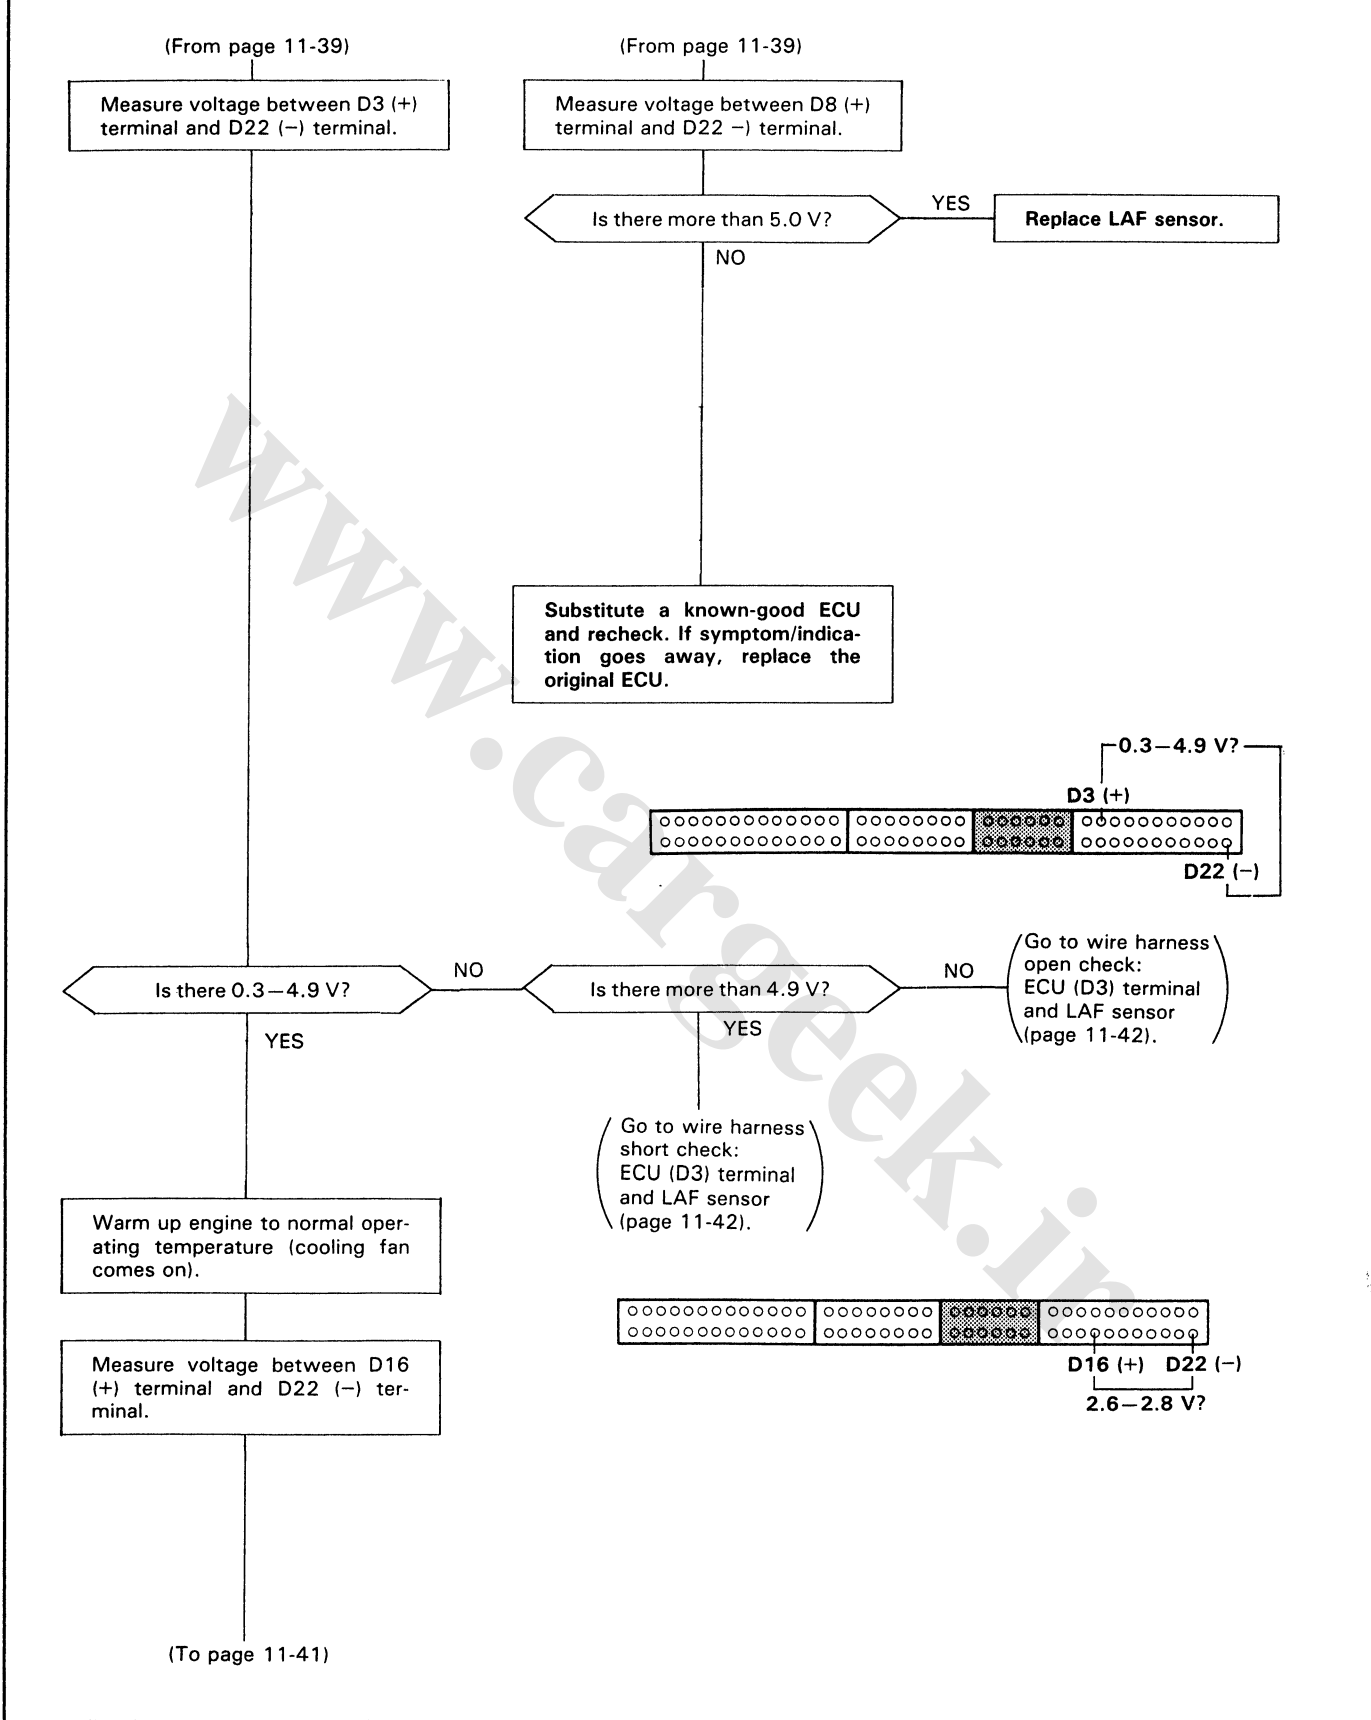 (From page 11-39)
Measure voltage between D3 (+)
terminal and D22 (−) terminal.
(From page 11-39)
Measure voltage between D8 (+)
terminal and D22 −) terminal.
Is there more than 5.0 V?
YES
Replace LAF sensor.
NO
Substitute a known-good ECU
and recheck. If symptom/indica-
tion goes away, replace the
original ECU.
0.3—4.9 V?
D3 (+)
D22 (−)
Is there 0.3—4.9 V?
NO
Is there more than 4.9 V?
NO
Go to wire harness
open check:
ECU (D3) terminal
and LAF sensor
(page 11-42).
YES
YES
Go to wire harness
short check:
ECU (D3) terminal
and LAF sensor
(page 11-42).
Warm up engine to normal oper-
ating temperature (cooling fan
comes on).
Measure voltage between D16
(+) terminal and D22 (−) ter-
minal.
D16 (+) D22 (−)
2.6—2.8 V?
(To page 11-41)
www.cargeek.ir